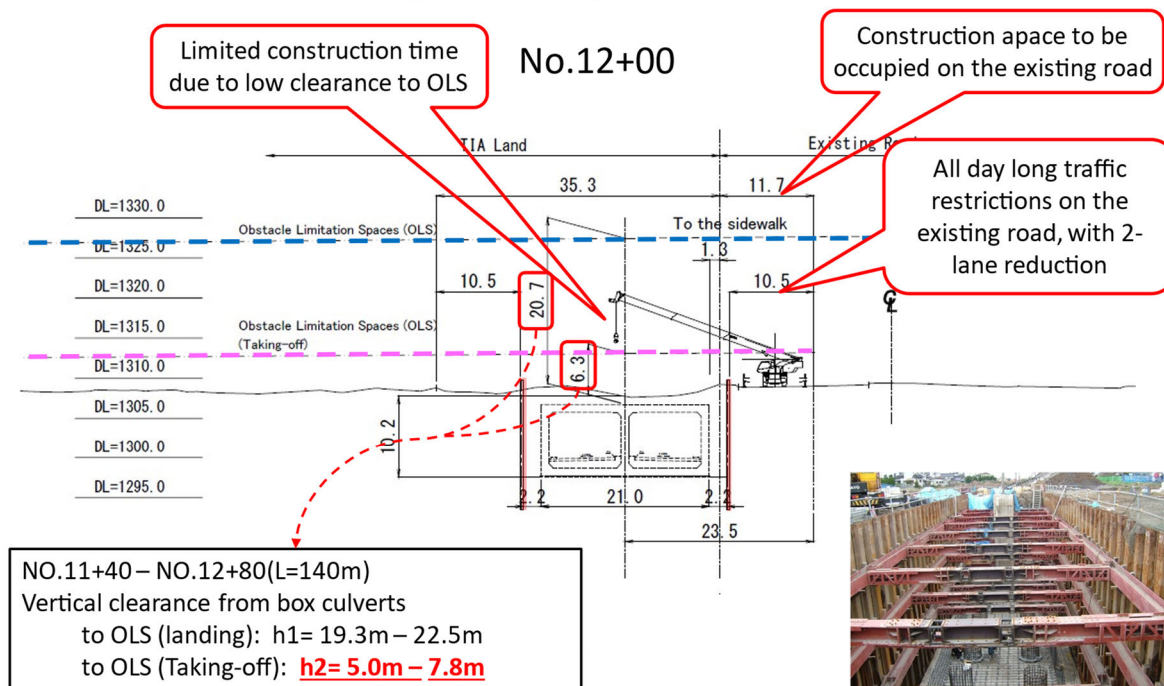 Limited construction time
due to low clearance to OLS
No.12+00
Construction apace to be
occupied on the existing road
TIA Land
Existing
35.3
11.7
All day long traffic
restrictions on the
existing road, with 2-
lane reduction
DL=1330.0
Obstacle Limitation Spaces (OLS)
To the sidewalk
DL=1325.0
1.3
DL=1320.0
10.5
20.7
10.5
DL=1315.0
Obstacle Limitation Spaces (OLS)
(Taking-off)
DL=1310.0
6.3
DL=1305.0
10.2
DL=1300.0
DL=1295.0
2.2
21.0
2.2
23.5
NO.11+40 – NO.12+80(L=140m)
Vertical clearance from box culverts
to OLS (landing): h1= 19.3m – 22.5m
to OLS (Taking-off): h2= 5.0m – 7.8m